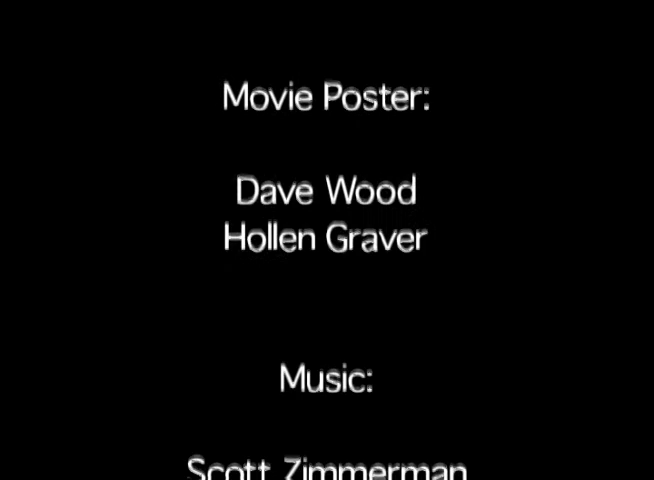 Movie Poster:
Dave Wood
Hollen Graver
Music:
Scott Zimmerman